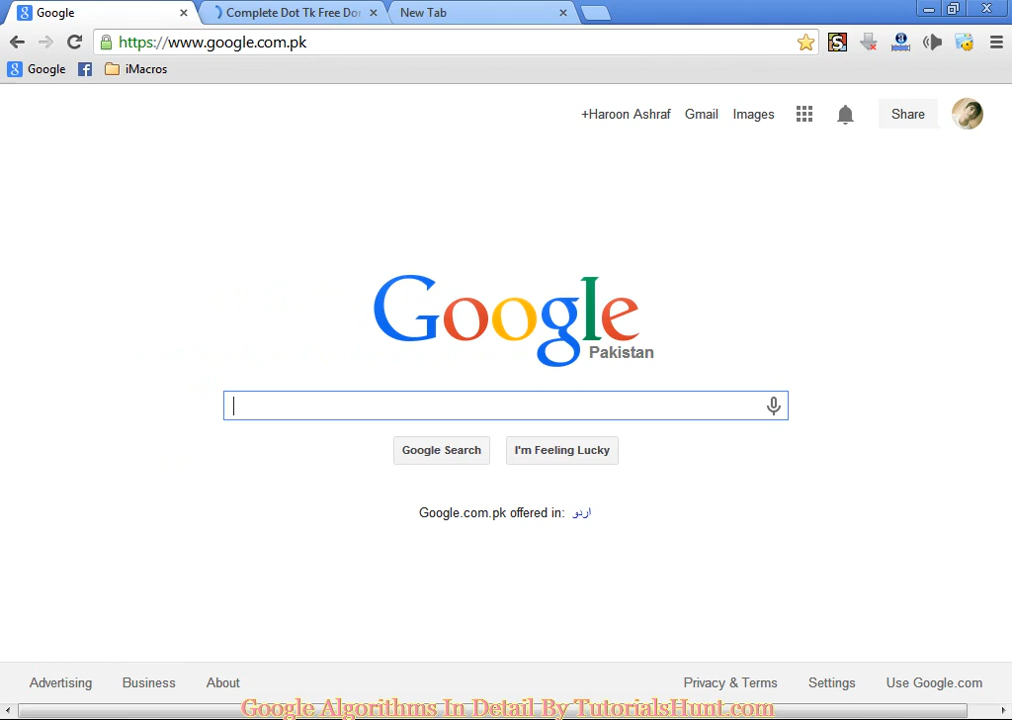 Google
Complete Dot Tk Free Dor
New Tab
https://www.google.com.pk
Google
iMacros
+Haroon Ashraf
Gmail
Images
Share
Google
Pakistan
Google Search
I'm Feeling Lucky
Google.com.pk offered in: اردو
Advertising
Business
About
Privacy & Terms
Settings
Use Google.com
Google Algorithms In Detail By TutorialsHunt.com